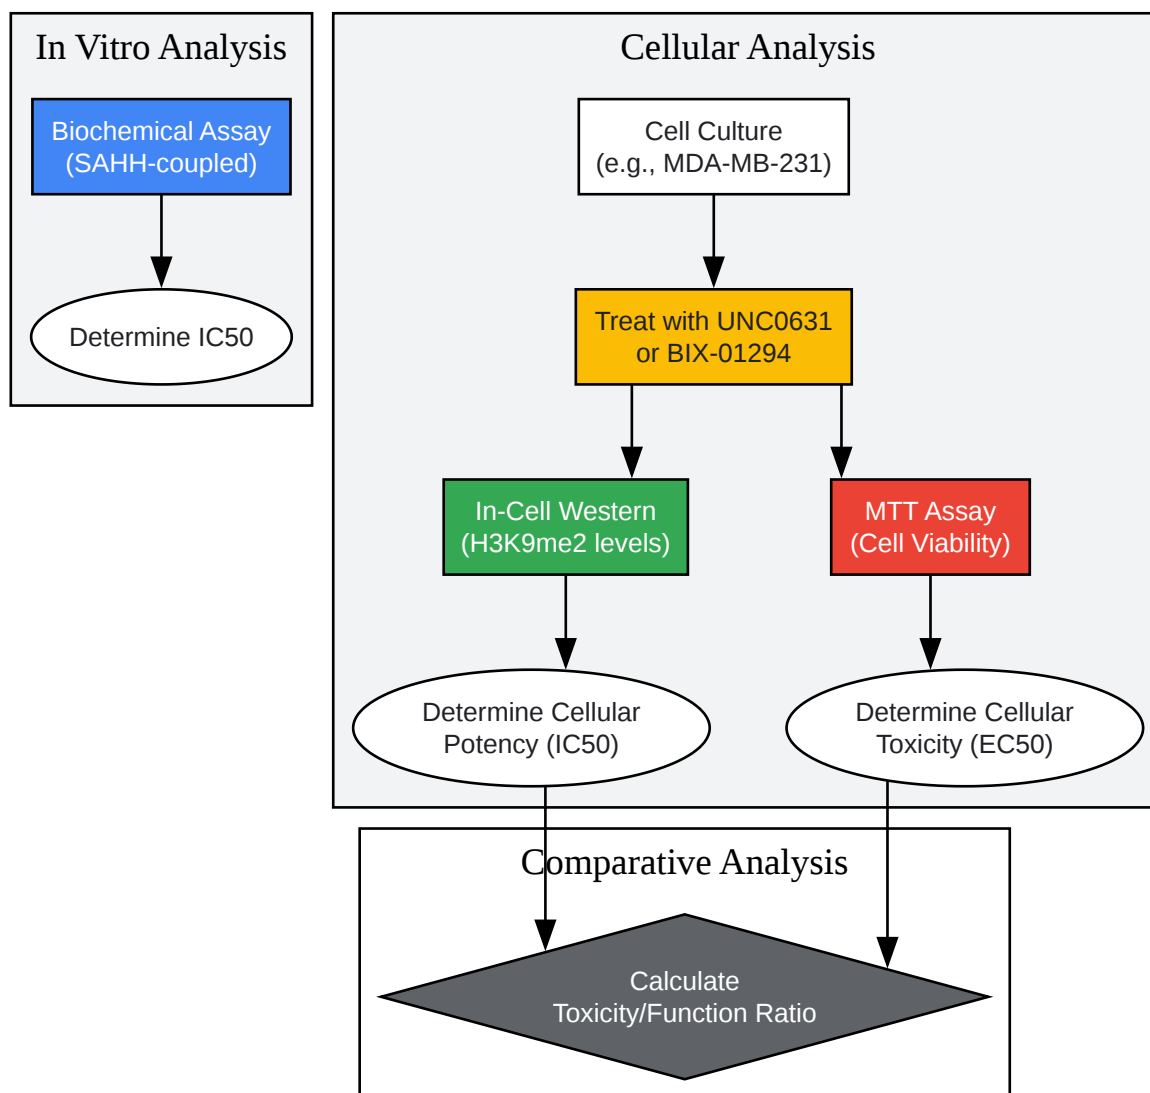 In Vitro Analysis
Biochemical Assay
(SAHH-coupled)
Determine IC50
Cellular Analysis
Cell Culture
(e.g., MDA-MB-231)
Treat with UNC0631
or BIX-01294
In-Cell Western
(H3K9me2 levels)
MTT Assay
(Cell Viability)
Determine Cellular
Potency (IC50)
Determine Cellular
Toxicity (EC50)
Comparative Analysis
Calculate
Toxicity/Function Ratio